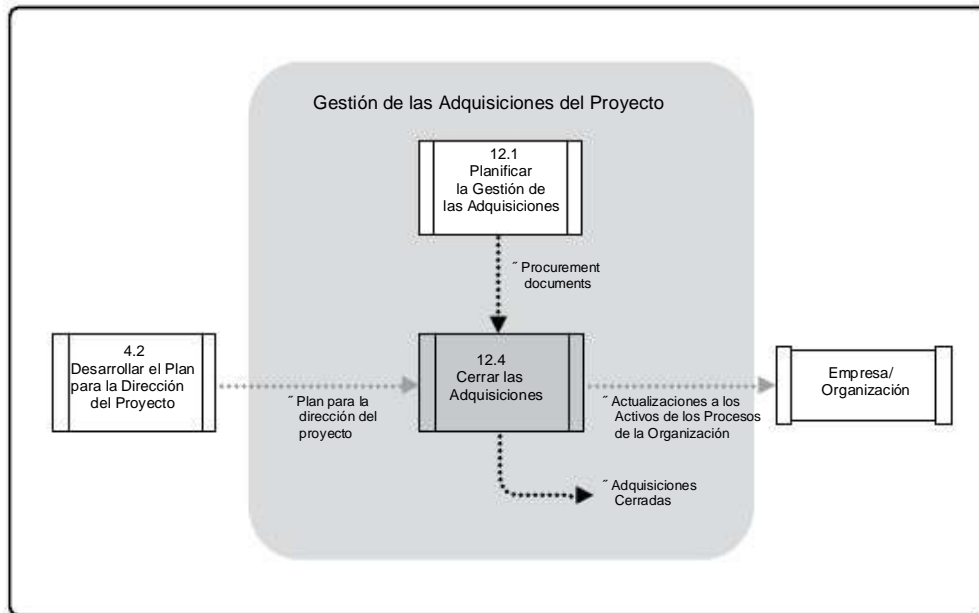 Gestión de las Adquisiciones del Proyecto
12.1
Planificar
la Gestión de
las Adquisiciones
˝ Procurement
documents
4.2
Desarrollar el Plan
para la Dirección
del Proyecto
˝ Plan para la
dirección del
proyecto
12.4
Cerrar las
Adquisiciones
˝ Actualizaciones a los
Activos de los Procesos
de la Organización
Empresa/
Organización
˝ Adquisiciones
Cerradas